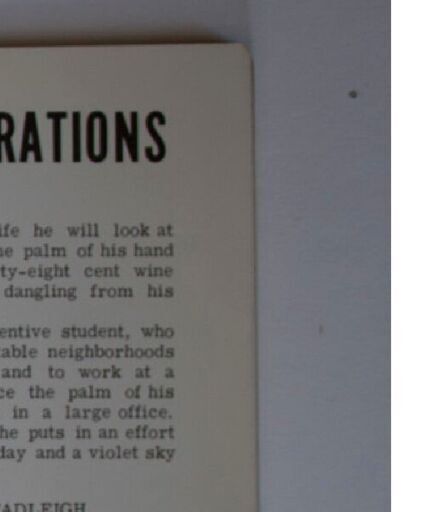 RATIONS
ife he will look at
he palm of his hand
ty-eight cent wine
dangling from his
entive student, who
table neighborhoods
and to work at a
ce the palm of his
in a large office.
he puts in an effort
day and a violet sky
ADLEIGH